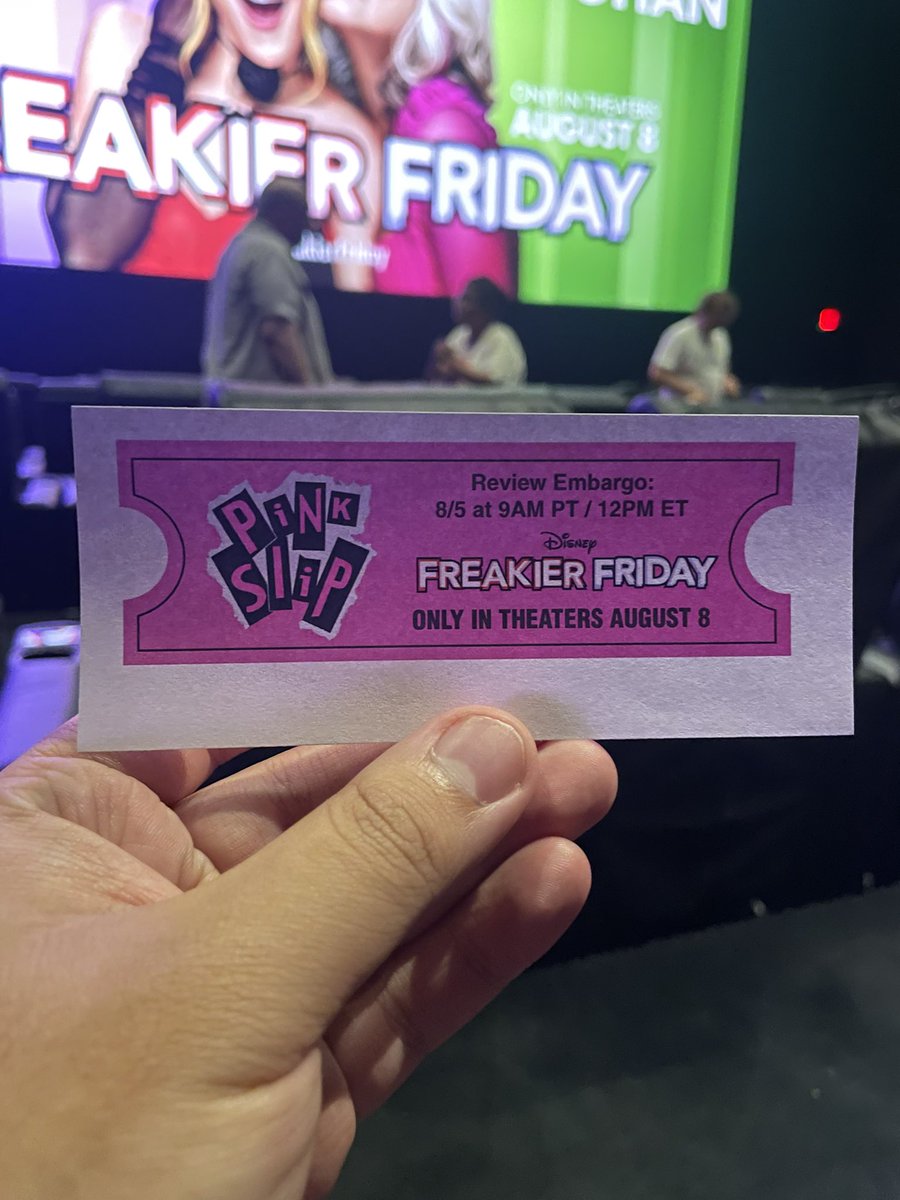 HAN
ONLY IN THEATERS
AUGUST 8
EAKIER FRIDAY
PiNK
SliP
Review Embargo:
8/5 at 9AM PT / 12PM ET
Disney
FREAKIER FRIDAY
ONLY IN THEATERS AUGUST 8